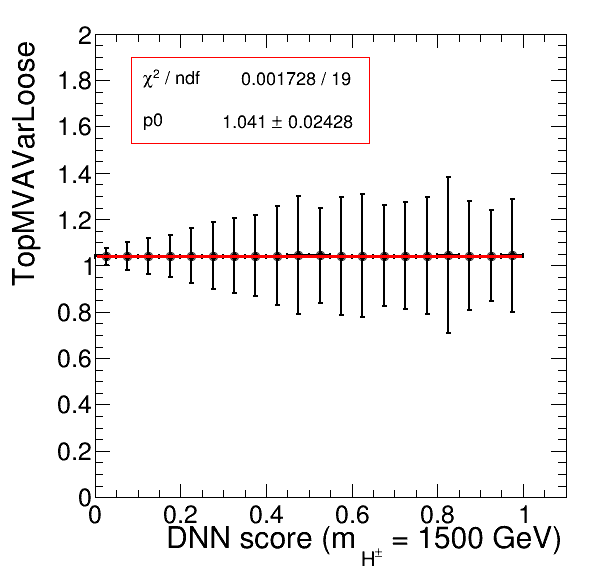 TopMVAVarLoose
χ² / ndf 0.001728 / 19
p0 1.041 ± 0.02428
2
1.8
1.6
1.4
1.2
1
0.8
0.6
0.4
0.2
0
0 0.2 0.4 0.6 0.8 1
DNN score (m_H± = 1500 GeV)